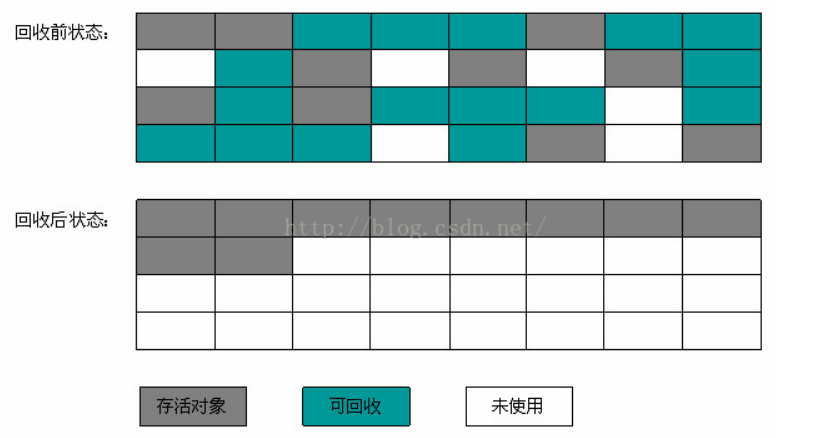 回收前状态：
回收后状态：
http://blog.csdn.net/
存活对象
可回收
未使用